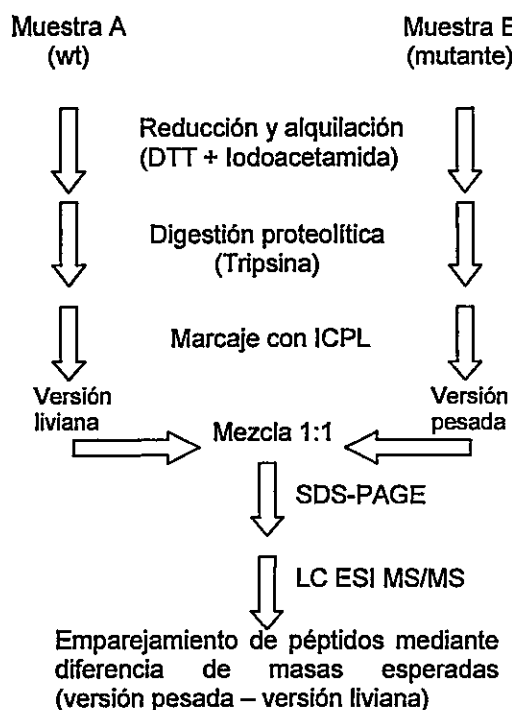 Muestra A
(wt)
Muestra B
(mutante)
Reducción y alquilación
(DTT + Iodoacetamida)
Digestión proteolítica
(Tripsina)
Marcaje con ICPL
Versión
liviana
Versión
pesada
Mezcla 1:1
SDS-PAGE
LC ESI MS/MS
Emparejamiento de péptidos mediante
diferencia de masas esperadas
(versión pesada – versión liviana)